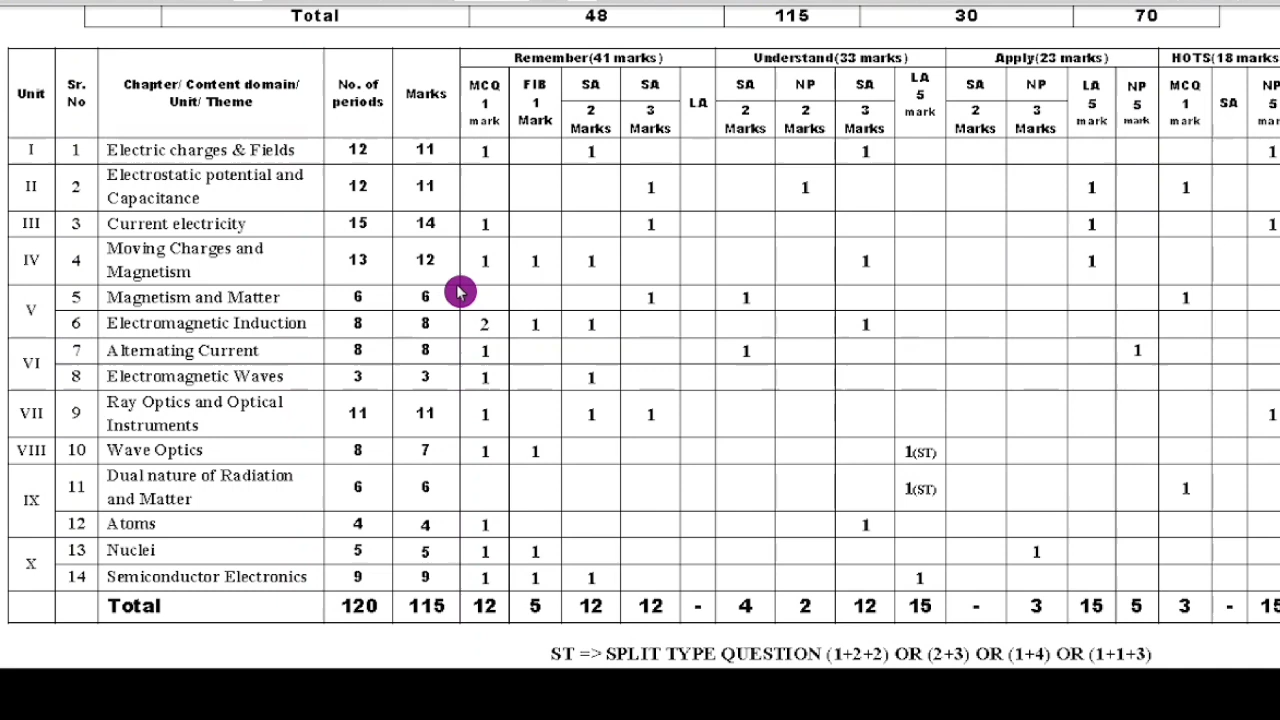 Total 48 115 30 70
Remember(41 marks) Understand(33 marks) Apply(23 marks) HOTS(18 marks
Unit Sr. No Chapter/ Content domain/ Unit/ Theme No. of periods Marks MCQ 1 mark FIB 1 Mark SA 2 Marks SA 3 Marks LA SA 2 Marks NP 2 Marks SA 3 Marks LA 5 mark SA 2 Marks NP 3 Marks LA 5 mark NP 5 mark MCQ 1 mark SA NP 5
I 1 Electric charges & Fields 12 11 1 1 1 1
II 2 Electrostatic potential and Capacitance 12 11 1 1 1 1
III 3 Current electricity 15 14 1 1 1 1
IV 4 Moving Charges and Magnetism 13 12 1 1 1 1 1
V 5 Magnetism and Matter 6 6 1 1 1
6 Electromagnetic Induction 8 8 2 1 1 1
VI 7 Alternating Current 8 8 1 1 1
8 Electromagnetic Waves 3 3 1 1
VII 9 Ray Optics and Optical Instruments 11 11 1 1 1 1
VIII 10 Wave Optics 8 7 1 1 1(ST)
IX 11 Dual nature of Radiation and Matter 6 6 1(ST) 1
12 Atoms 4 4 1 1
X 13 Nuclei 5 5 1 1 1
14 Semiconductor Electronics 9 9 1 1 1 1
Total 120 115 12 5 12 12 - 4 2 12 15 - 3 15 5 3 - 15
ST => SPLIT TYPE QUESTION (1+2+2) OR (2+3) OR (1+4) OR (1+1+3)